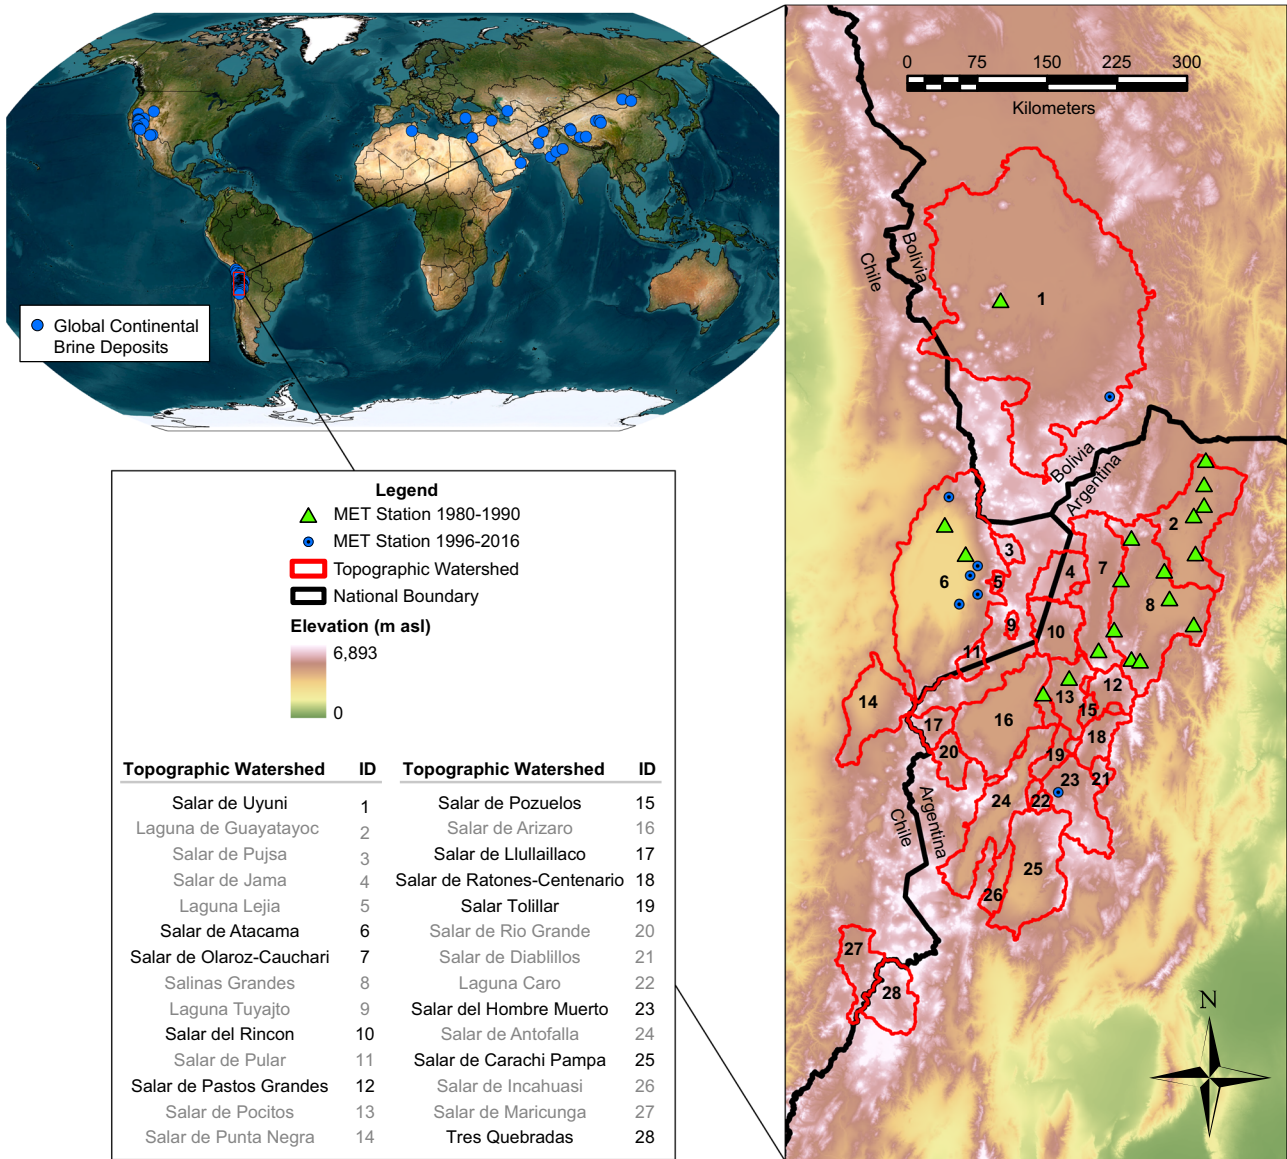 Global Continental
Brine Deposits
Legend
MET Station 1980-1990
MET Station 1996-2016
Topographic Watershed
National Boundary
Elevation (m asl)
6,893
0
Topographic Watershed ID
Salar de Uyuni 1
Laguna de Guayatayoc 2
Salar de Pujsa 3
Salar de Jama 4
Laguna Lejia 5
Salar de Atacama 6
Salar de Olaroz-Cauchari 7
Salinas Grandes 8
Laguna Tuyajto 9
Salar del Rincon 10
Salar de Pular 11
Salar de Pastos Grandes 12
Salar de Pocitos 13
Salar de Punta Negra 14
Topographic Watershed ID
Salar de Pozuelos 15
Salar de Arizaro 16
Salar de Llullaillaco 17
Salar de Ratones-Centenario 18
Salar Tolillar 19
Salar de Rio Grande 20
Salar de Diablillos 21
Laguna Caro 22
Salar del Hombre Muerto 23
Salar de Antofalla 24
Salar de Carachi Pampa 25
Salar de Incahuasi 26
Salar de Maricunga 27
Tres Quebradas 28
0 75 150 225 300
Kilometers
Bolivia
Chile
1
Bolivia
Argentina
2
3
4
7
5
6
8
9
10
11
12
13
14
15
16
17
18
19
20
21
22
23
24
Argentina
Chile
25
26
27
28
N